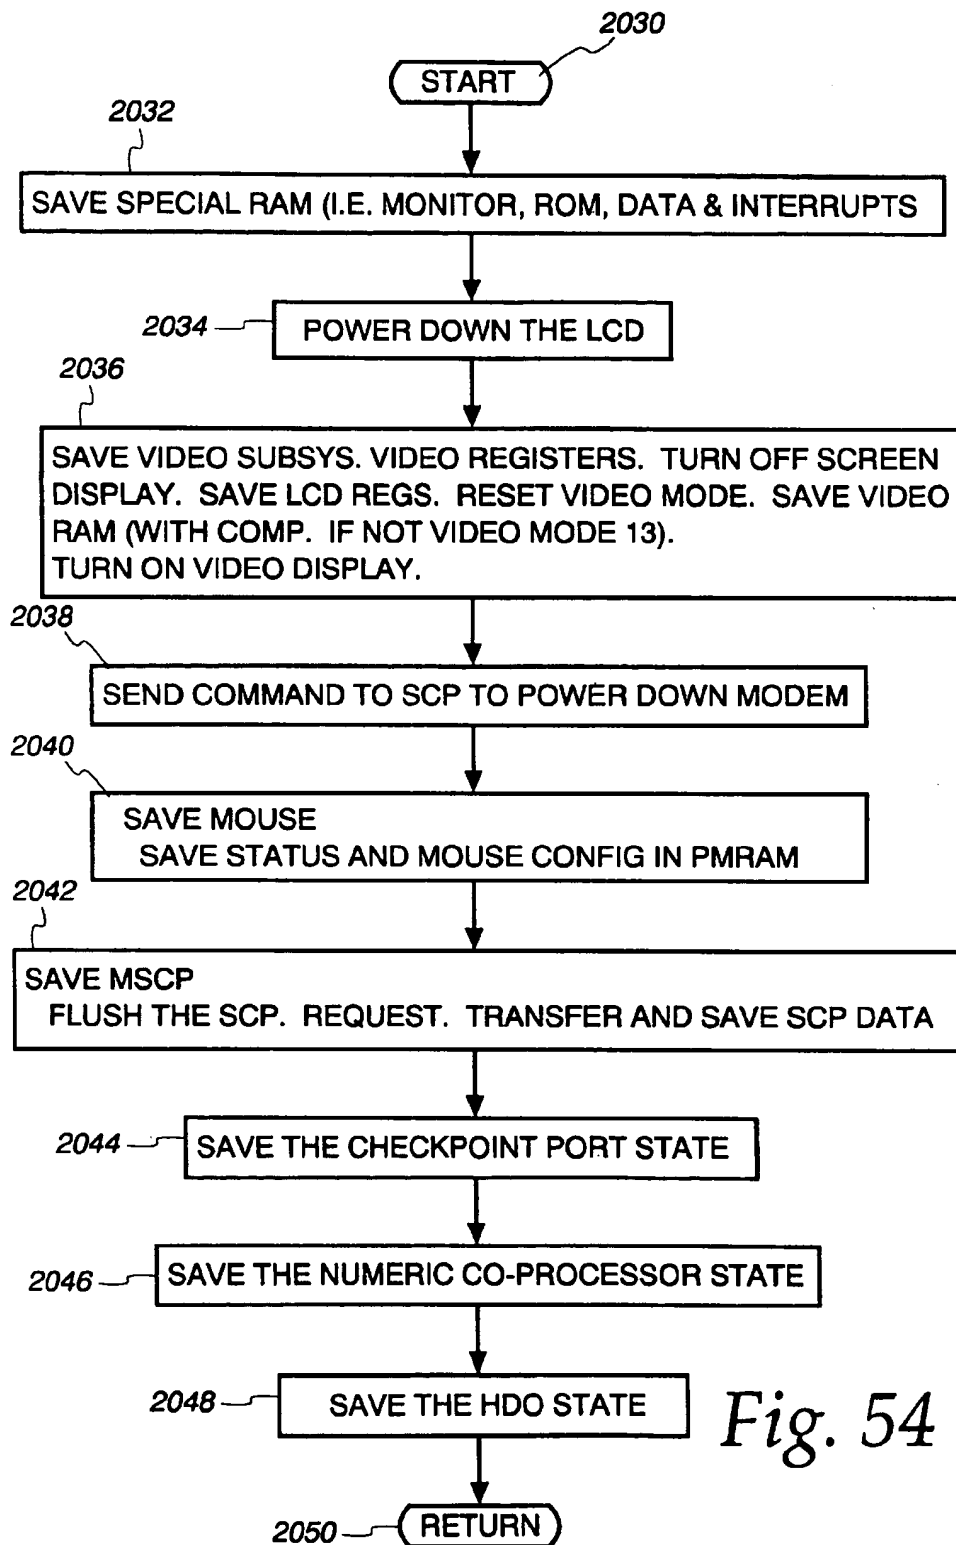 2030
START
2032
SAVE SPECIAL RAM (I.E. MONITOR, ROM, DATA & INTERRUPTS
2034
POWER DOWN THE LCD
2036
SAVE VIDEO SUBSYS. VIDEO REGISTERS. TURN OFF SCREEN
DISPLAY. SAVE LCD REGS. RESET VIDEO MODE. SAVE VIDEO
RAM (WITH COMP. IF NOT VIDEO MODE 13).
TURN ON VIDEO DISPLAY.
2038
SEND COMMAND TO SCP TO POWER DOWN MODEM
2040
SAVE MOUSE
SAVE STATUS AND MOUSE CONFIG IN PMRAM
2042
SAVE MSCP
FLUSH THE SCP. REQUEST. TRANSFER AND SAVE SCP DATA
2044
SAVE THE CHECKPOINT PORT STATE
2046
SAVE THE NUMERIC CO-PROCESSOR STATE
2048
SAVE THE HDO STATE
Fig. 54
2050
RETURN